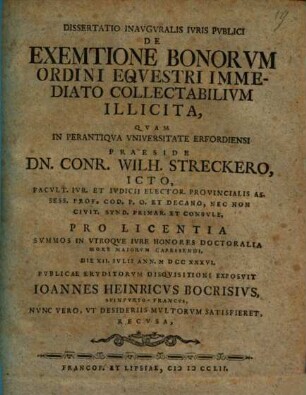 19
DISSERTATIO INAVGVRALIS IVRIS PVBLICI
DE
EXEMTIONE BONORVM
ORDINI EQVESTRI IMME-
DIATO COLLECTABILIVM
ILLICITA,
QVAM
IN PERANTIQVA VNIVERSITATE ERFORDIENSI
PRAESIDE
DN. CONR. WILH. STRECKERO,
ICTO,
FACVLT. IVR. ET IVDICII ELECTOR. PROVINCIALIS AS-
SESS. PROF. COD. P. O. ET DECANO, NEC NON
CIVIT. SYND. PRIMAR. ET CONSVLE,
PRO LICENTIA
SVMMOS IN VTROQVE IVRE HONORES DOCTORALIA
MORE MAIORVM CAPESSENDI,
DIE XII. IVLII ANN. M DCC XXXVI.
PVBLICAE ERVDITORVM DISQVISITIONI EXPOSVIT
IOANNES HEINRICVS BOCRISIVS,
SVINFVRTO-FRANCVS,
NVNC VERO, VT DESIDERIIS MVLTORVM SATISFIERET,
RECVSA,
FRANCOF. ET LIPSIAE, CIↃ IↃ CCLII.